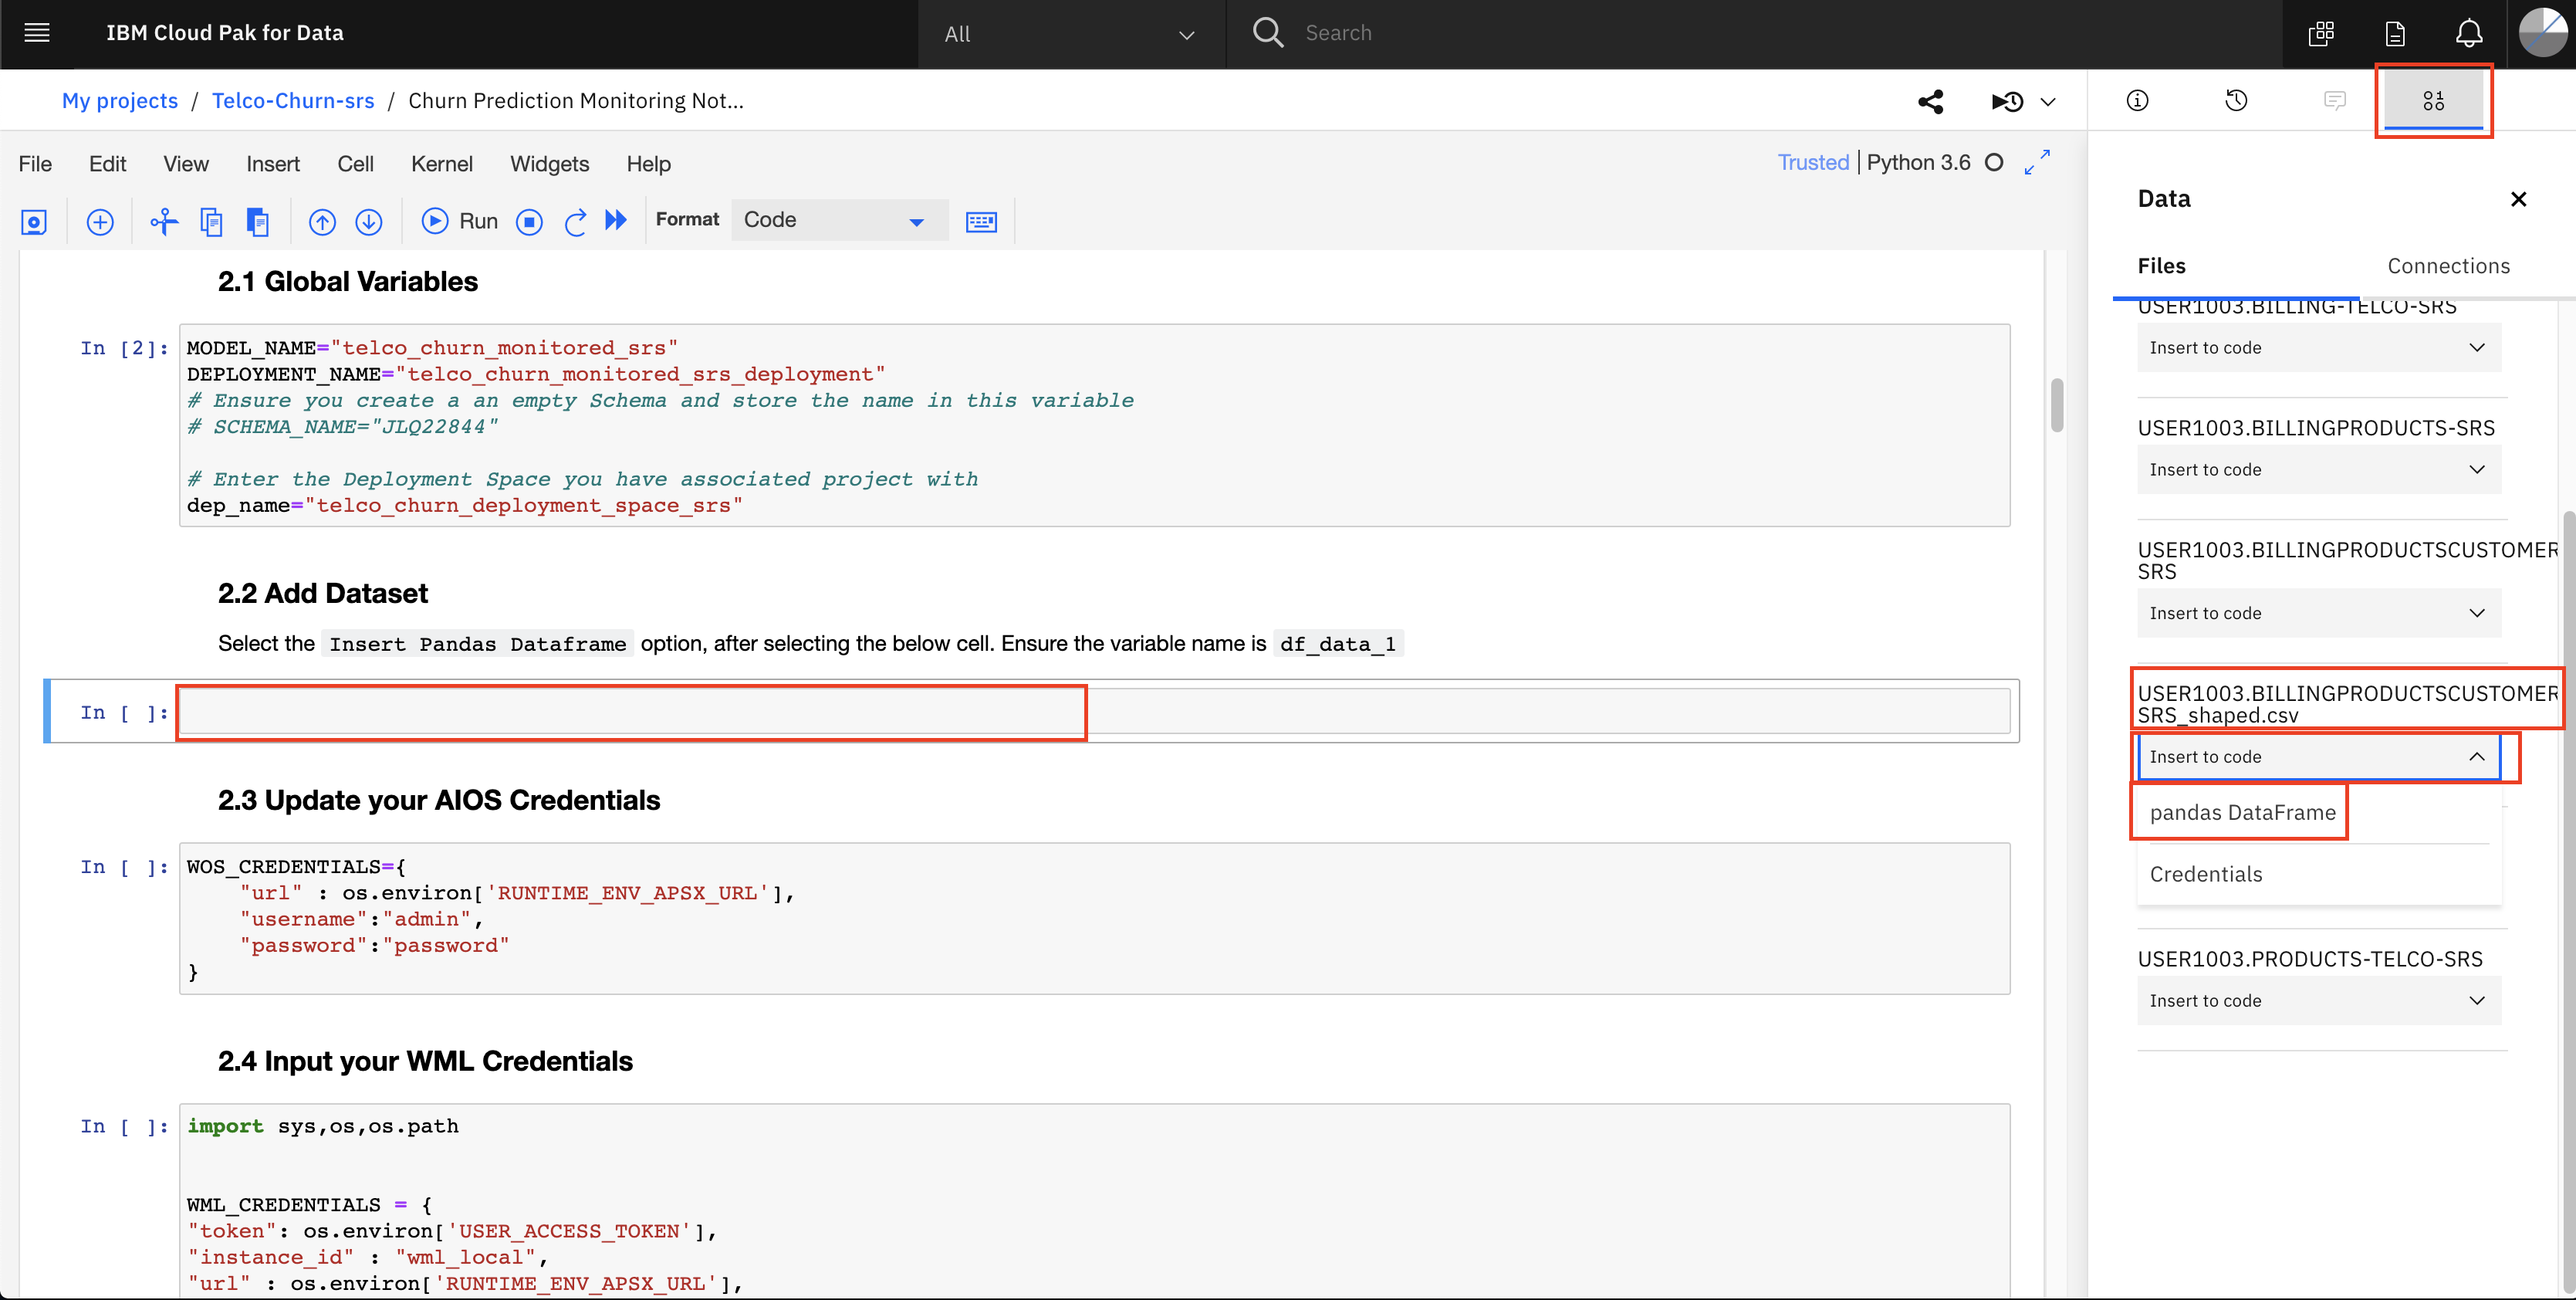 IBM Cloud Pak for Data
All
Search
My projects / Telco-Churn-srs / Churn Prediction Monitoring Not...
File Edit View Insert Cell Kernel Widgets Help
Trusted | Python 3.6
Run
Format
Code
2.1 Global Variables
In [2]:
MODEL_NAME="telco_churn_monitored_srs"
DEPLOYMENT_NAME="telco_churn_monitored_srs_deployment"
# Ensure you create a an empty Schema and store the name in this variable
# SCHEMA_NAME="JLQ22844"
# Enter the Deployment Space you have associated project with
dep_name="telco_churn_deployment_space_srs"
2.2 Add Dataset
Select the Insert Pandas Dataframe option, after selecting the below cell. Ensure the variable name is df_data_1
In [ ]:
2.3 Update your AIOS Credentials
In [ ]:
WOS_CREDENTIALS={
"url" : os.environ['RUNTIME_ENV_APSX_URL'],
"username":"admin",
"password":"password"
}
2.4 Input your WML Credentials
In [ ]:
import sys,os,os.path
WML_CREDENTIALS = {
"token": os.environ['USER_ACCESS_TOKEN'],
"instance_id" : "wml_local",
"url" : os.environ['RUNTIME_ENV_APSX_URL'],
Data
Files
Connections
USER1003.BILLING-TELCO-SRS
Insert to code
USER1003.BILLINGPRODUCTS-SRS
Insert to code
USER1003.BILLINGPRODUCTSCUSTOMER
SRS
Insert to code
USER1003.BILLINGPRODUCTSCUSTOMER
SRS_shaped.csv
Insert to code
pandas DataFrame
Credentials
USER1003.PRODUCTS-TELCO-SRS
Insert to code